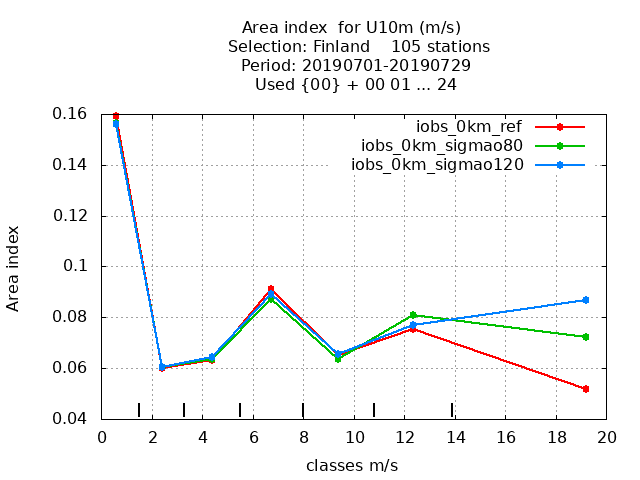 Area index  for U10m (m/s)
Selection: Finland    105 stations
Period: 20190701-20190729
Used {00} + 00 01 ... 24
iobs_0km_ref
iobs_0km_sigmao80
iobs_0km_sigmao120
Area index
0.16
0.14
0.12
0.1
0.08
0.06
0.04
0 2 4 6 8 10 12 14 16 18 20
classes m/s